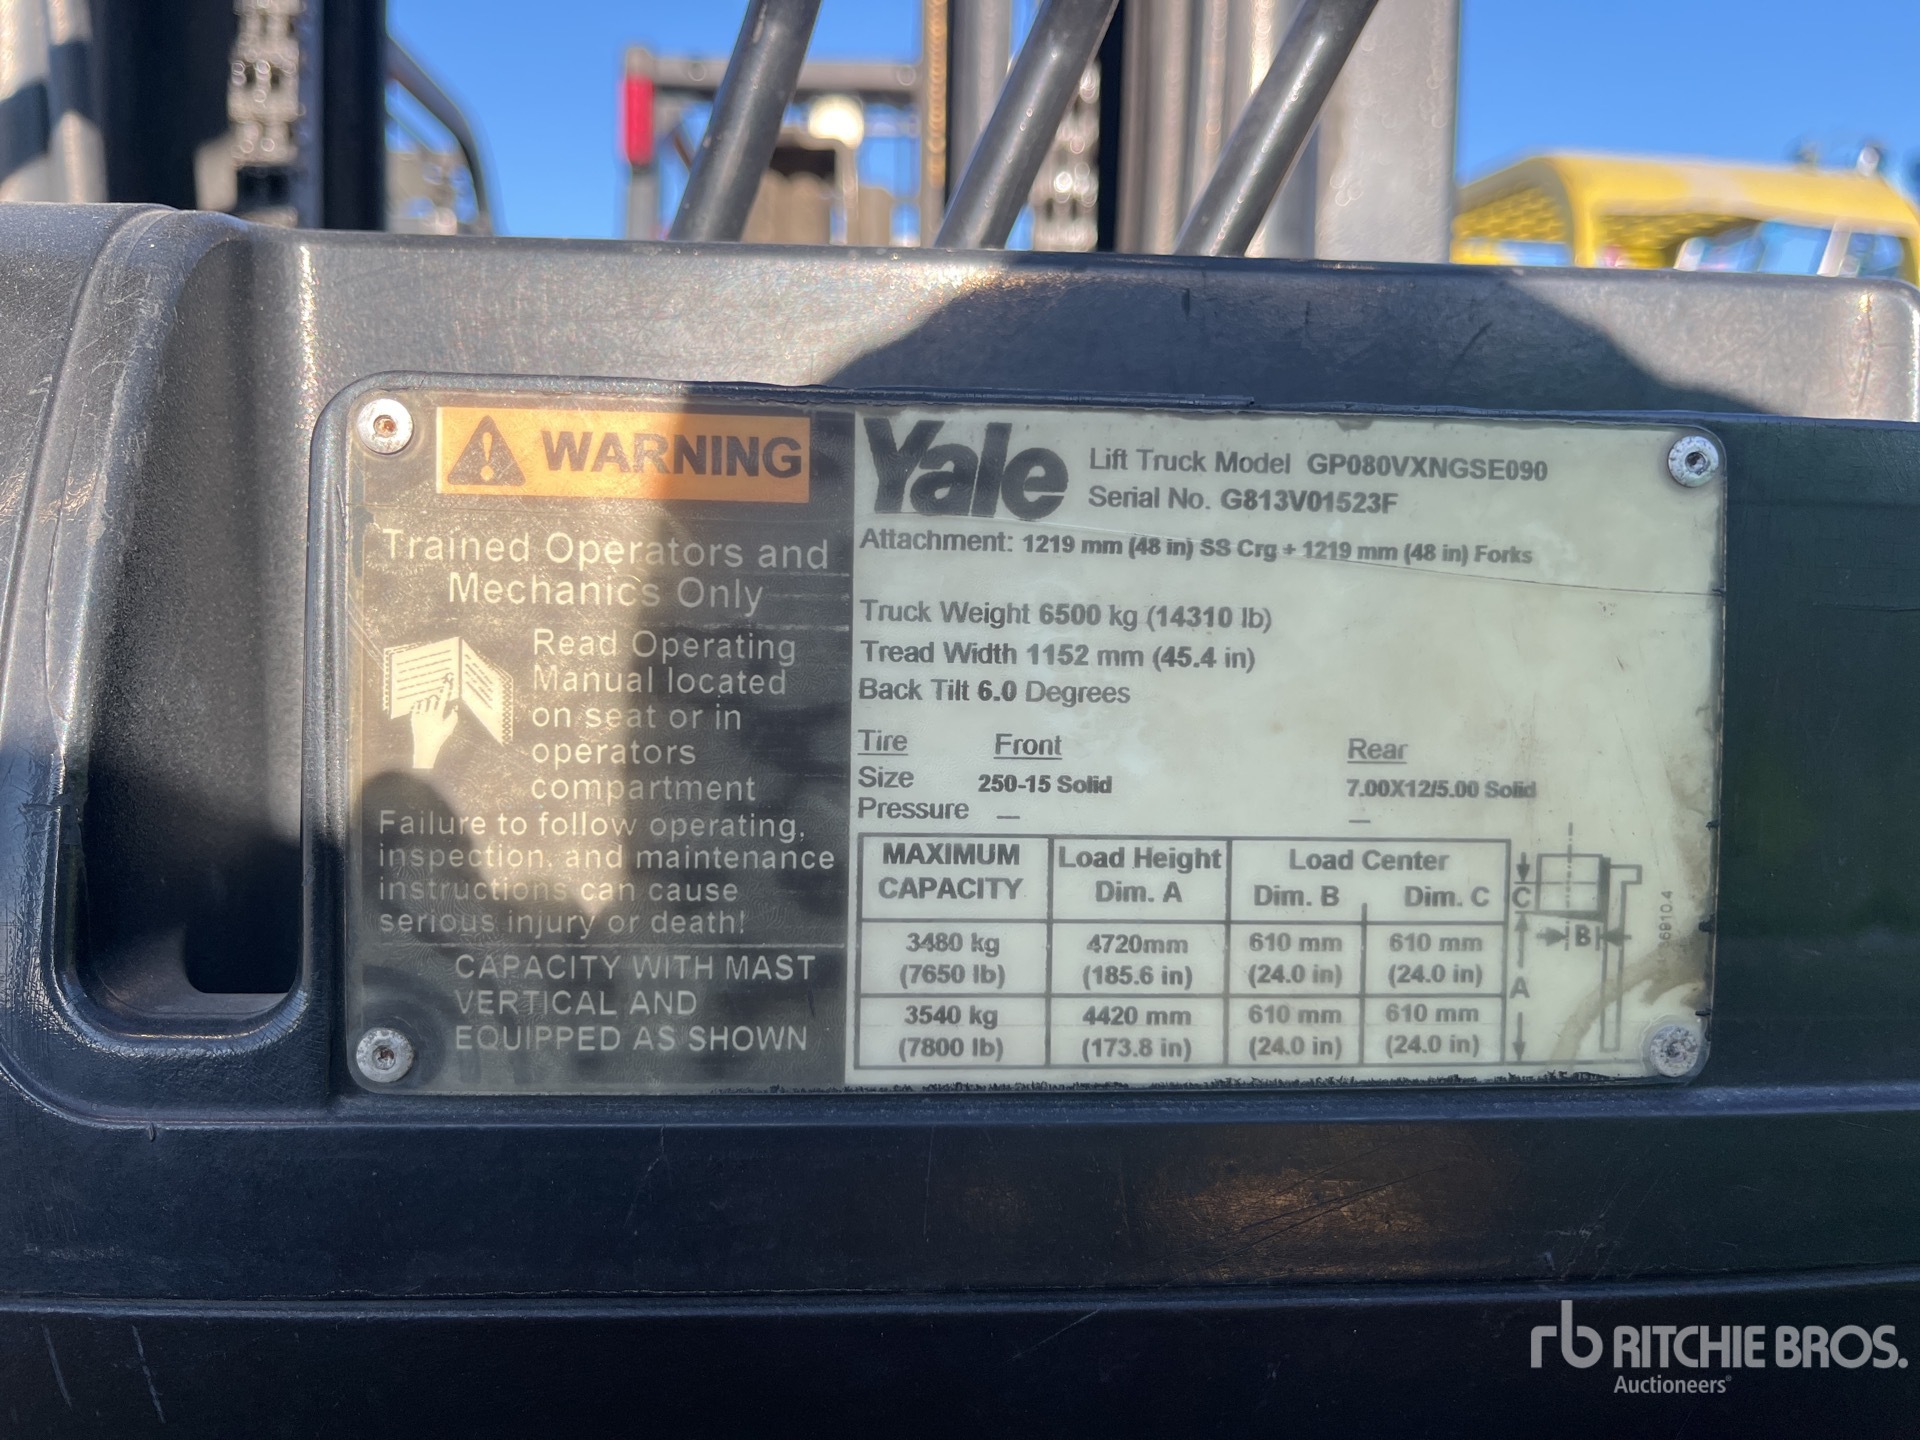 WARNING
Trained Operators and
Mechanics Only
Read Operating
Manual located
on seat or in
operators
compartment
Failure to follow operating,
inspection, and maintenance
instructions can cause
serious injury or death!
CAPACITY WITH MAST
VERTICAL AND
EQUIPPED AS SHOWN
Yale
Lift Truck Model GP080VXNGSE090
Serial No. G813V01523F
Attachment: 1219 mm (48 in) SS Crg + 1219 mm (48 in) Forks
Truck Weight 6500 kg (14310 lb)
Tread Width 1152 mm (45.4 in)
Back Tilt 6.0 Degrees
Tire Front Rear
Size 250-15 Solid 7.00X12/5.00 Solid
Pressure — —
MAXIMUM CAPACITY Load Height Dim. A Load Center Dim. B Dim. C
3480 kg 4720mm 610 mm 610 mm
(7650 lb) (185.6 in) (24.0 in) (24.0 in)
3540 kg 4420 mm 610 mm 610 mm
(7800 lb) (173.8 in) (24.0 in) (24.0 in)
C
B
A
rb RITCHIE BROS.
Auctioneers